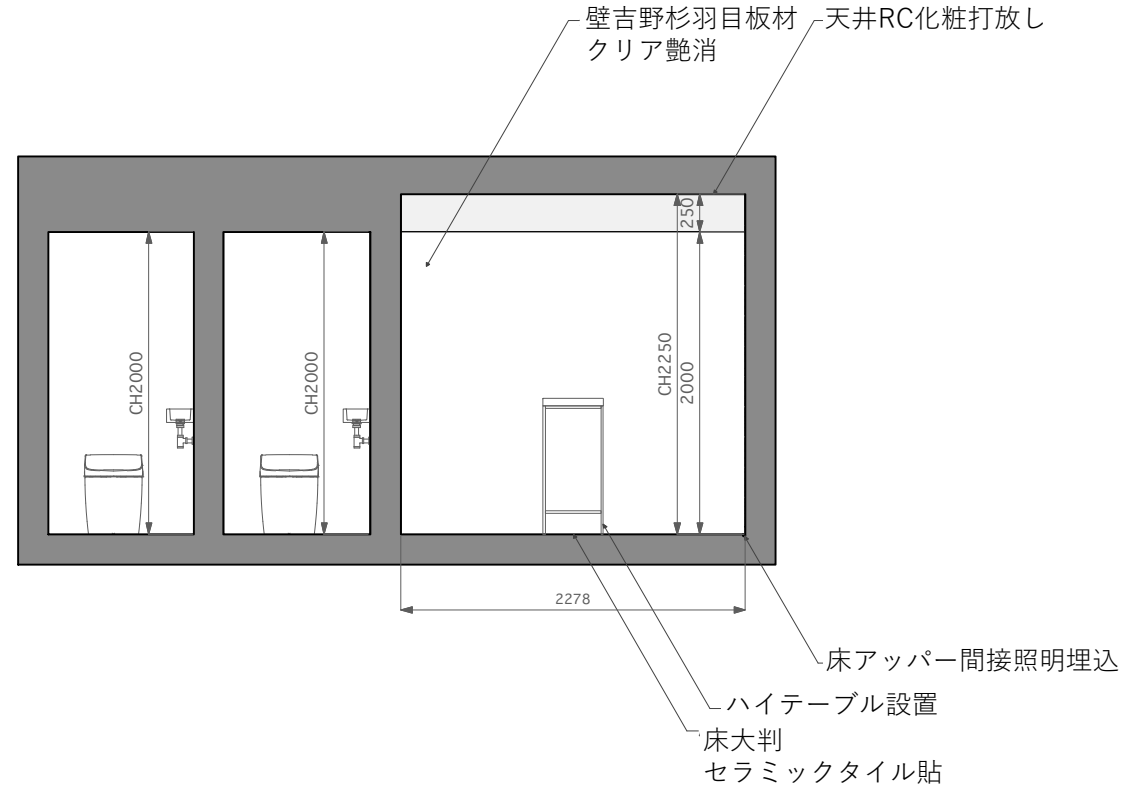 壁吉野杉羽目板材
クリア艶消
天井RC化粧打放し
250
CH2000
CH2000
CH2250
2000
2278
床アッパー間接照明埋込
ハイテーブル設置
床大判
セラミックタイル貼